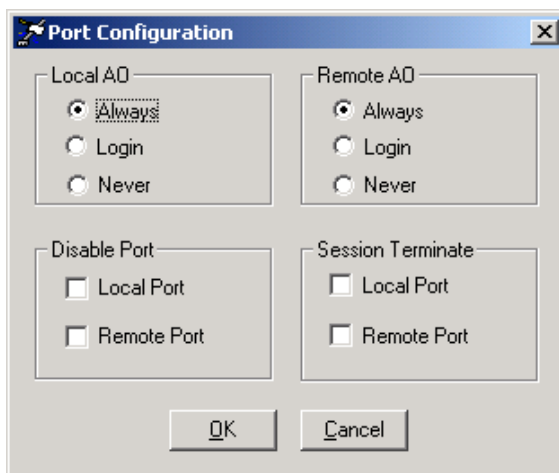 Port Configuration
Local AO
Always
Login
Never
Remote AO
Always
Login
Never
Disable Port
Local Port
Remote Port
Session Terminate
Local Port
Remote Port
OK
Cancel